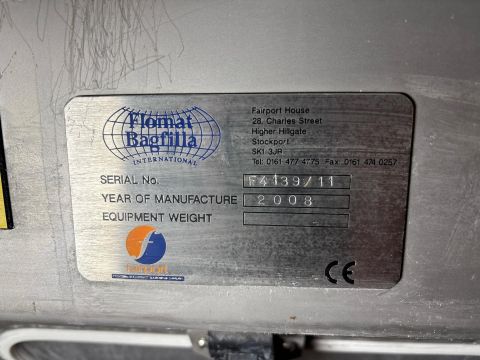 Flomat
Bagfilla
INTERNATIONAL
Fairport House
28, Charles Street
Higher Hillgate
Stockport
SK1 3JR
Tel: 0161 477 4775 Fax: 0161 474 0257
SERIAL No. F4139/11
YEAR OF MANUFACTURE 2008
EQUIPMENT WEIGHT
f
fairport
CE